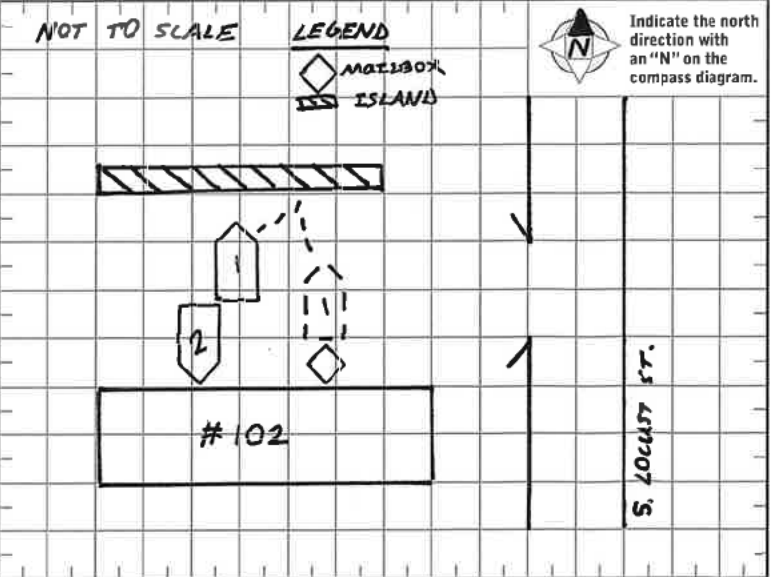 NOT TO SCALE
LEGEND
MAILBOX
ISLAND
N
Indicate the north
direction with
an “N” on the
compass diagram.
1
1
2
#102
S. LOCUST ST.